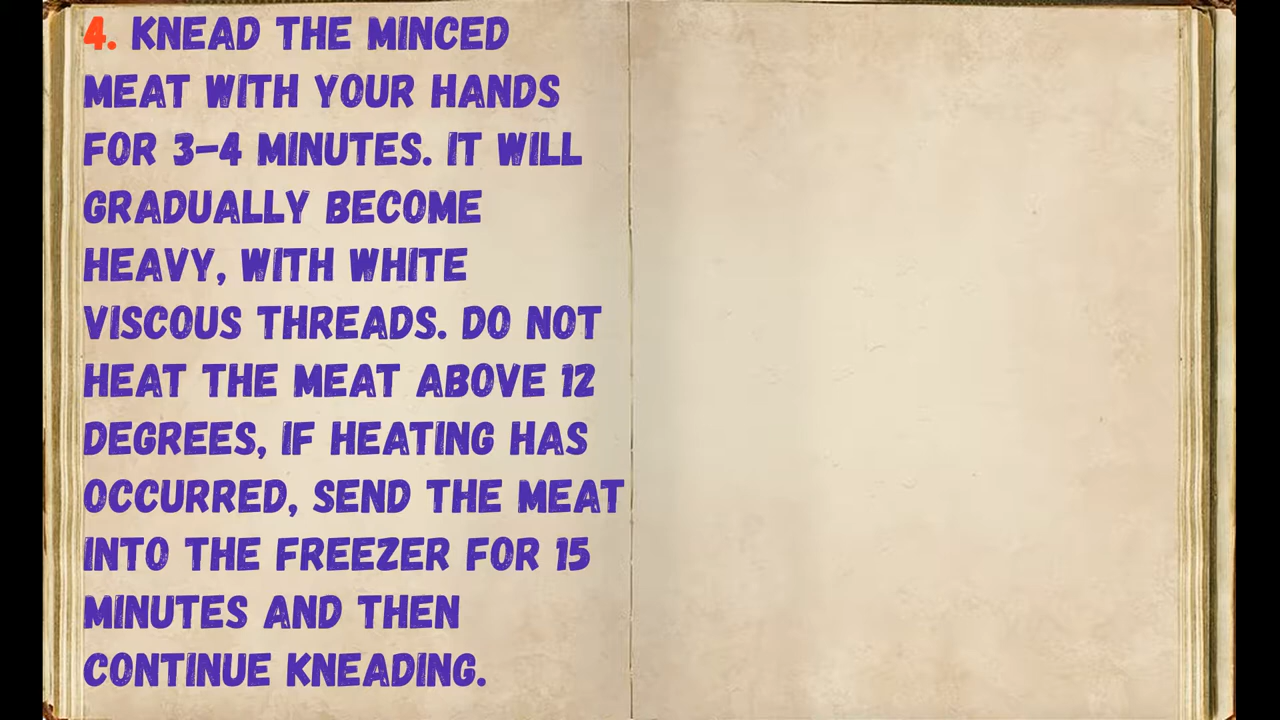 4. KNEAD THE MINCED
MEAT WITH YOUR HANDS
FOR 3-4 MINUTES. IT WILL
GRADUALLY BECOME
HEAVY, WITH WHITE
VISCOUS THREADS. DO NOT
HEAT THE MEAT ABOVE 12
DEGREES, IF HEATING HAS
OCCURRED, SEND THE MEAT
INTO THE FREEZER FOR 15
MINUTES AND THEN
CONTINUE KNEADING.